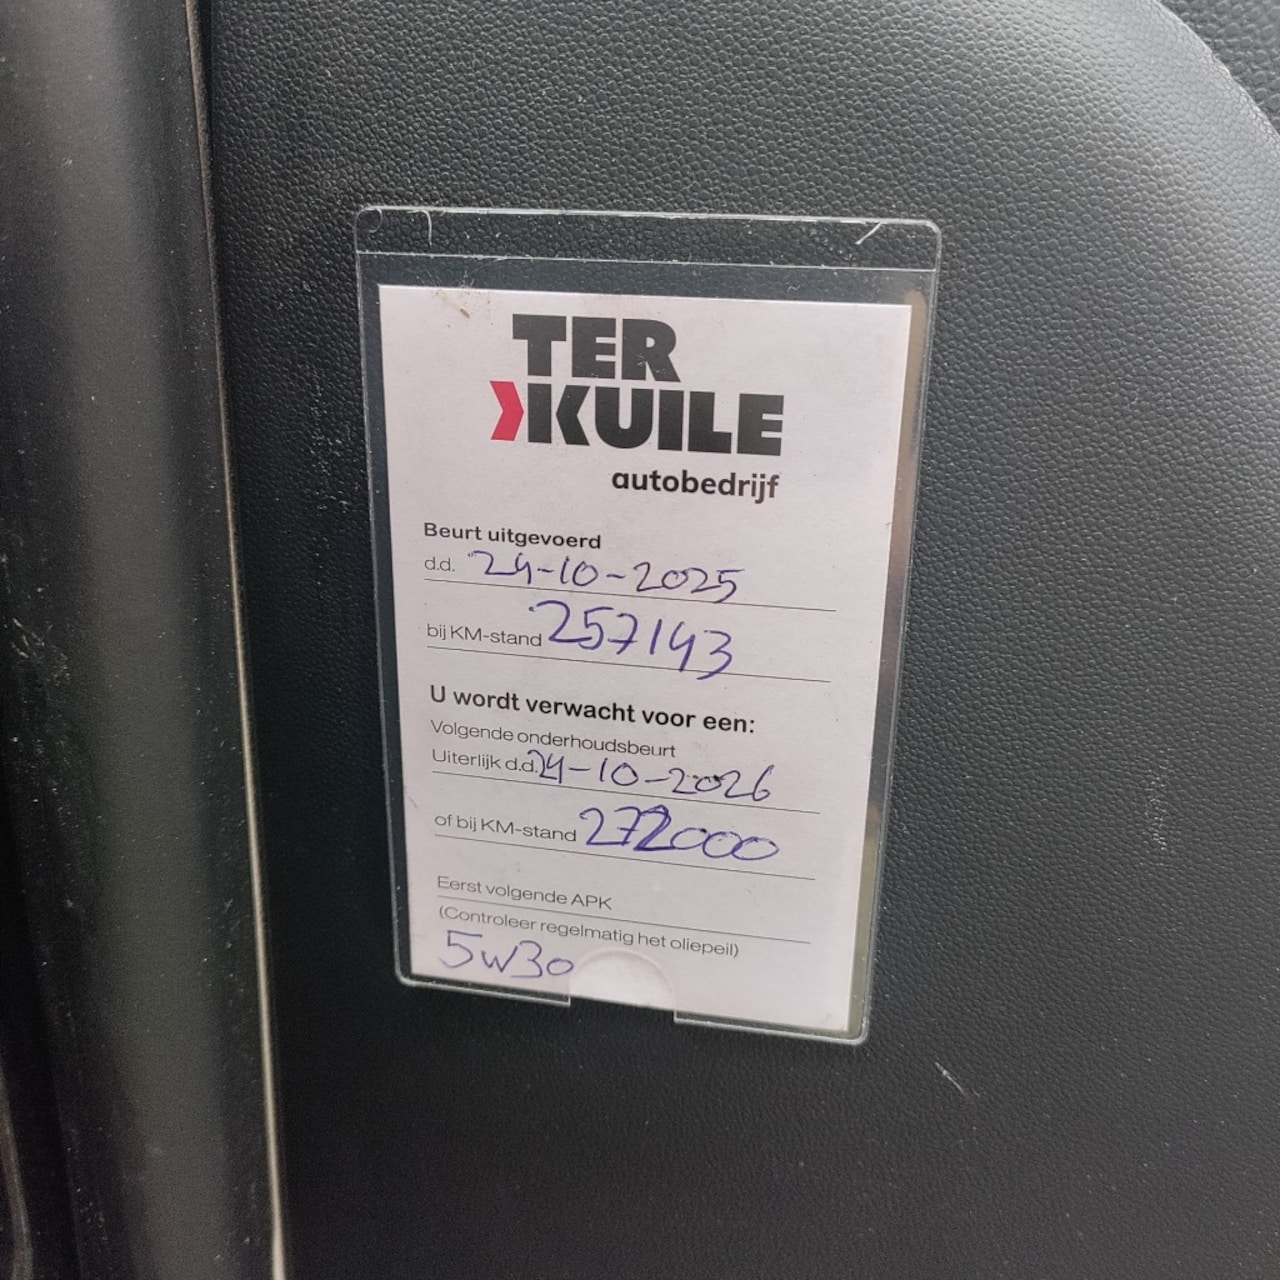 TER
KUILE
autobedrijf
Beurt uitgevoerd
d.d. 24-10-2025
bij KM-stand 257143
U wordt verwacht voor een:
Volgende onderhoudsbeurt
Uiterlijk d.d. 24-10-2026
of bij KM-stand 272000
Eerst volgende APK
(Controleer regelmatig het oliepeil)
5w30